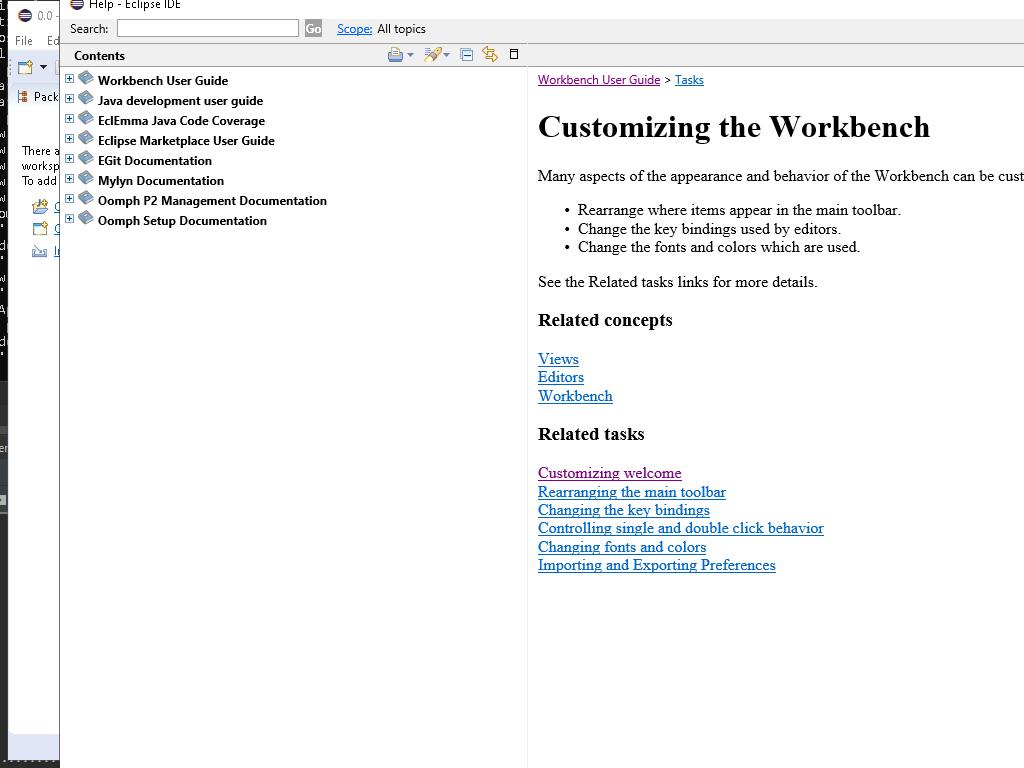 0.0 -
Help - Eclipse IDE
File Ed
Search: Go Scope: All topics
Contents
Pack
There a
worksp
To add
Workbench User Guide
Java development user guide
EclEmma Java Code Coverage
Eclipse Marketplace User Guide
EGit Documentation
Mylyn Documentation
Oomph P2 Management Documentation
Oomph Setup Documentation
Workbench User Guide > Tasks
Customizing the Workbench
Many aspects of the appearance and behavior of the Workbench can be cust
• Rearrange where items appear in the main toolbar.
• Change the key bindings used by editors.
• Change the fonts and colors which are used.
See the Related tasks links for more details.
Related concepts
Views
Editors
Workbench
Related tasks
Customizing welcome
Rearranging the main toolbar
Changing the key bindings
Controlling single and double click behavior
Changing fonts and colors
Importing and Exporting Preferences